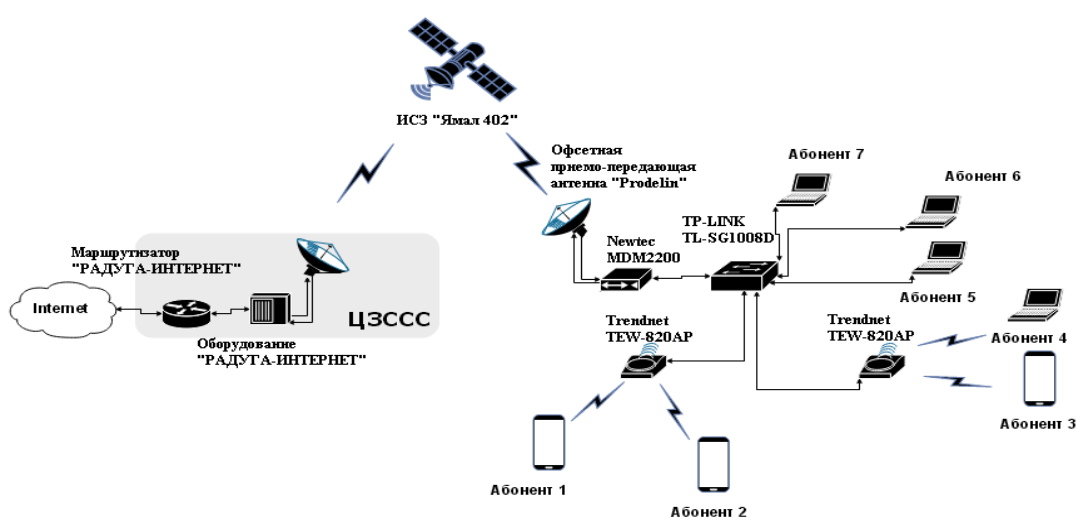 ИСЗ "Ямал 402"
Офсетная
приемо-передающая
антенна "Prodelin"
Абонент 7
Абонент 6
TP-LINK
TL-SG1008D
Newtec
MDM2200
Абонент 5
Маршрутизатор
"РАДУГА-ИНТЕРНЕТ"
Internet
ЦЗССС
Оборудование
"РАДУГА-ИНТЕРНЕТ"
Trendnet
TEW-820AP
Trendnet
TEW-820AP
Абонент 4
Абонент 3
Абонент 1
Абонент 2